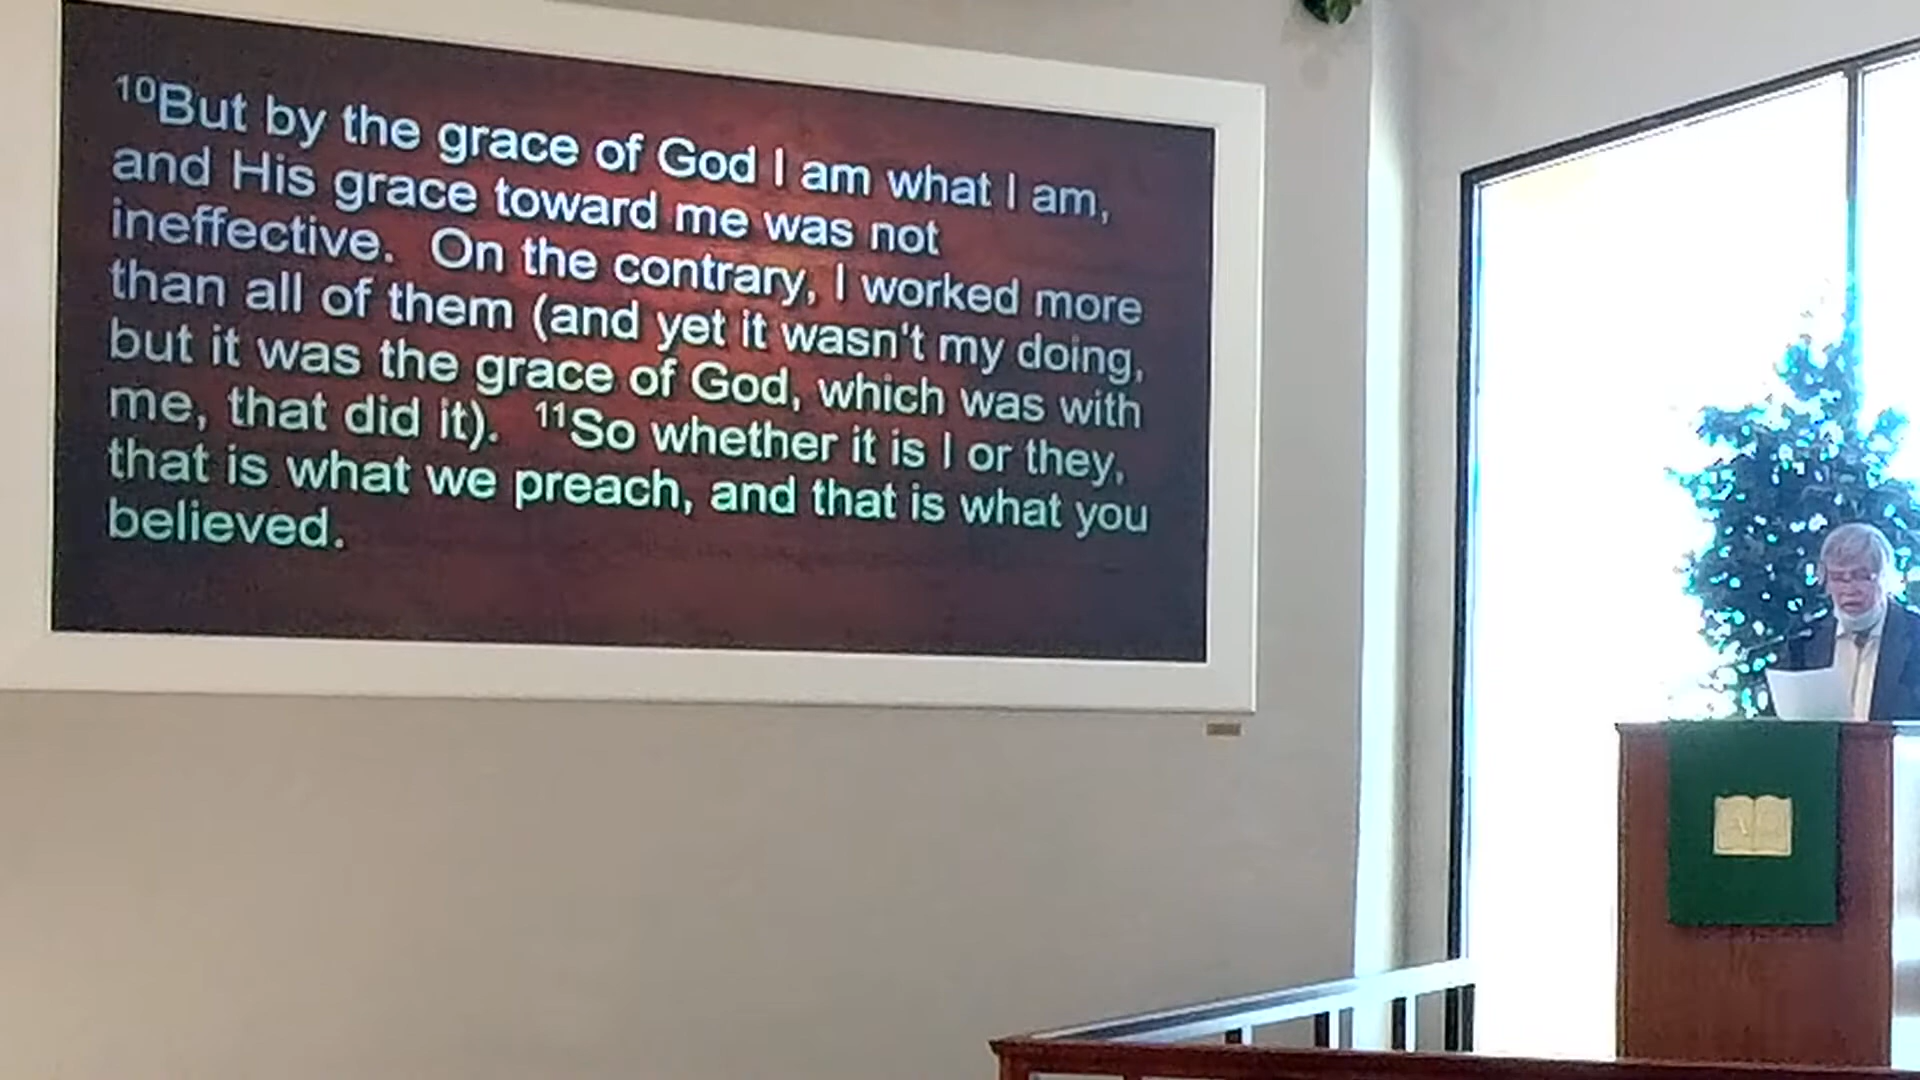 ¹⁰But by the grace of God I am what I am,
and His grace toward me was not
ineffective. On the contrary, I worked more
than all of them (and yet it wasn't my doing,
but it was the grace of God, which was with
me, that did it). ¹¹So whether it is I or they,
that is what we preach, and that is what you
believed.